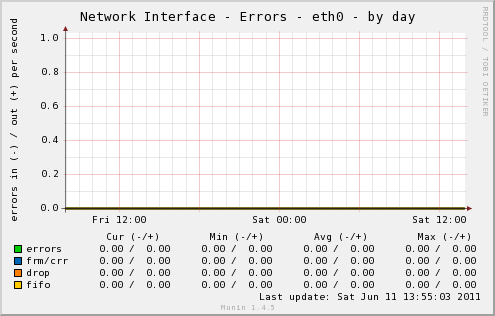 Network Interface - Errors - eth0 - by day
RRDTOOL / TOBI OETIKER
errors in (-) / out (+) per second
1.0
0.8
0.6
0.4
0.2
0.0
Fri 12:00 Sat 00:00 Sat 12:00
Cur (-/+) Min (-/+) Avg (-/+) Max (-/+)
errors 0.00 / 0.00 0.00 / 0.00 0.00 / 0.00 0.00 / 0.00
frm/crr 0.00 / 0.00 0.00 / 0.00 0.00 / 0.00 0.00 / 0.00
drop 0.00 / 0.00 0.00 / 0.00 0.00 / 0.00 0.00 / 0.00
fifo 0.00 / 0.00 0.00 / 0.00 0.00 / 0.00 0.00 / 0.00
Last update: Sat Jun 11 13:55:03 2011
Munin 1.4.5